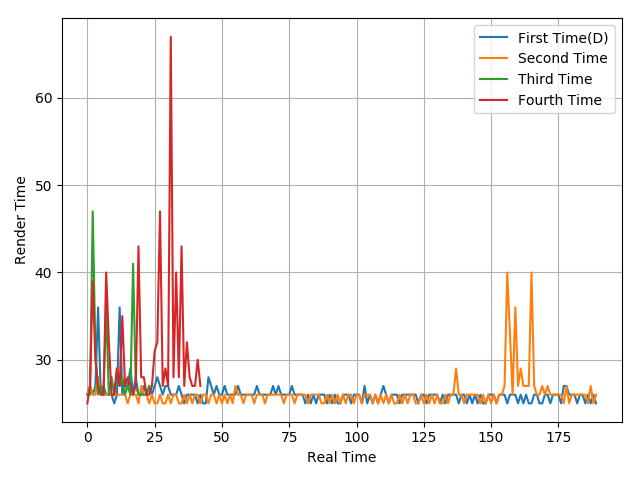 First Time(D)
Second Time
Third Time
Fourth Time
60
50
40
30
Render Time
0 25 50 75 100 125 150 175
Real Time